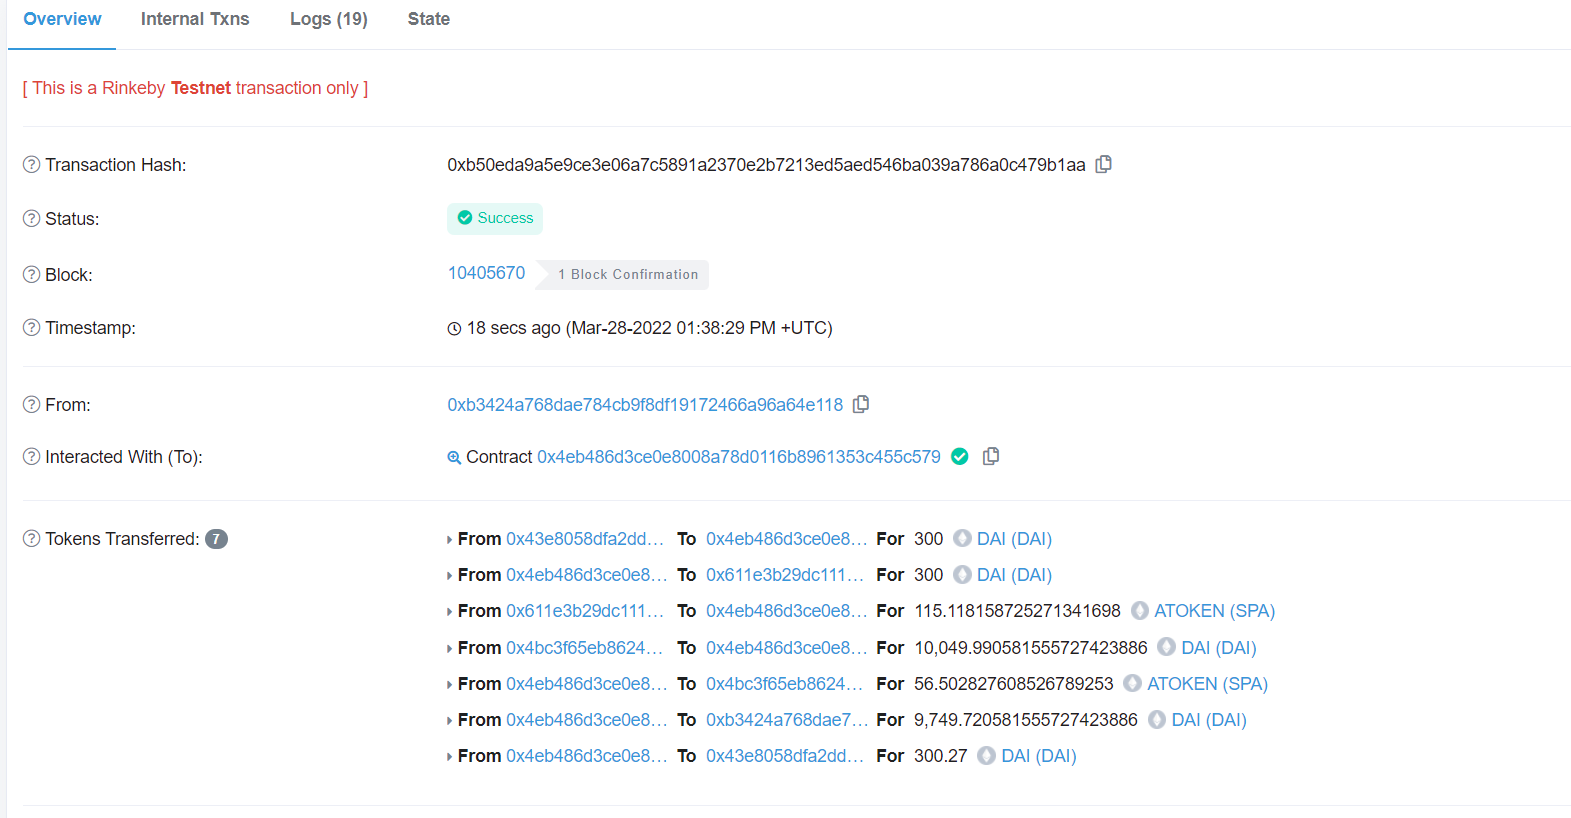 Overview Internal Txns Logs (19) State
[ This is a Rinkeby Testnet transaction only ]
Transaction Hash: 0xb50eda9a5e9ce3e06a7c5891a2370e2b7213ed5aed546ba039a786a0c479b1aa
Status: Success
Block: 10405670 1 Block Confirmation
Timestamp: 18 secs ago (Mar-28-2022 01:38:29 PM +UTC)
From: 0xb3424a768dae784cb9f8df19172466a96a64e118
Interacted With (To): Contract 0x4eb486d3ce0e8008a78d0116b8961353c455c579
Tokens Transferred: 7 From 0x43e8058dfa2dd... To 0x4eb486d3ce0e8... For 300 DAI (DAI)
From 0x4eb486d3ce0e8... To 0x611e3b29dc111... For 300 DAI (DAI)
From 0x611e3b29dc111... To 0x4eb486d3ce0e8... For 115.118158725271341698 ATOKEN (SPA)
From 0x4bc3f65eb8624... To 0x4eb486d3ce0e8... For 10,049.990581555727423886 DAI (DAI)
From 0x4eb486d3ce0e8... To 0x4bc3f65eb8624... For 56.502827608526789253 ATOKEN (SPA)
From 0x4eb486d3ce0e8... To 0xb3424a768dae7... For 9,749.720581555727423886 DAI (DAI)
From 0x4eb486d3ce0e8... To 0x43e8058dfa2dd... For 300.27 DAI (DAI)